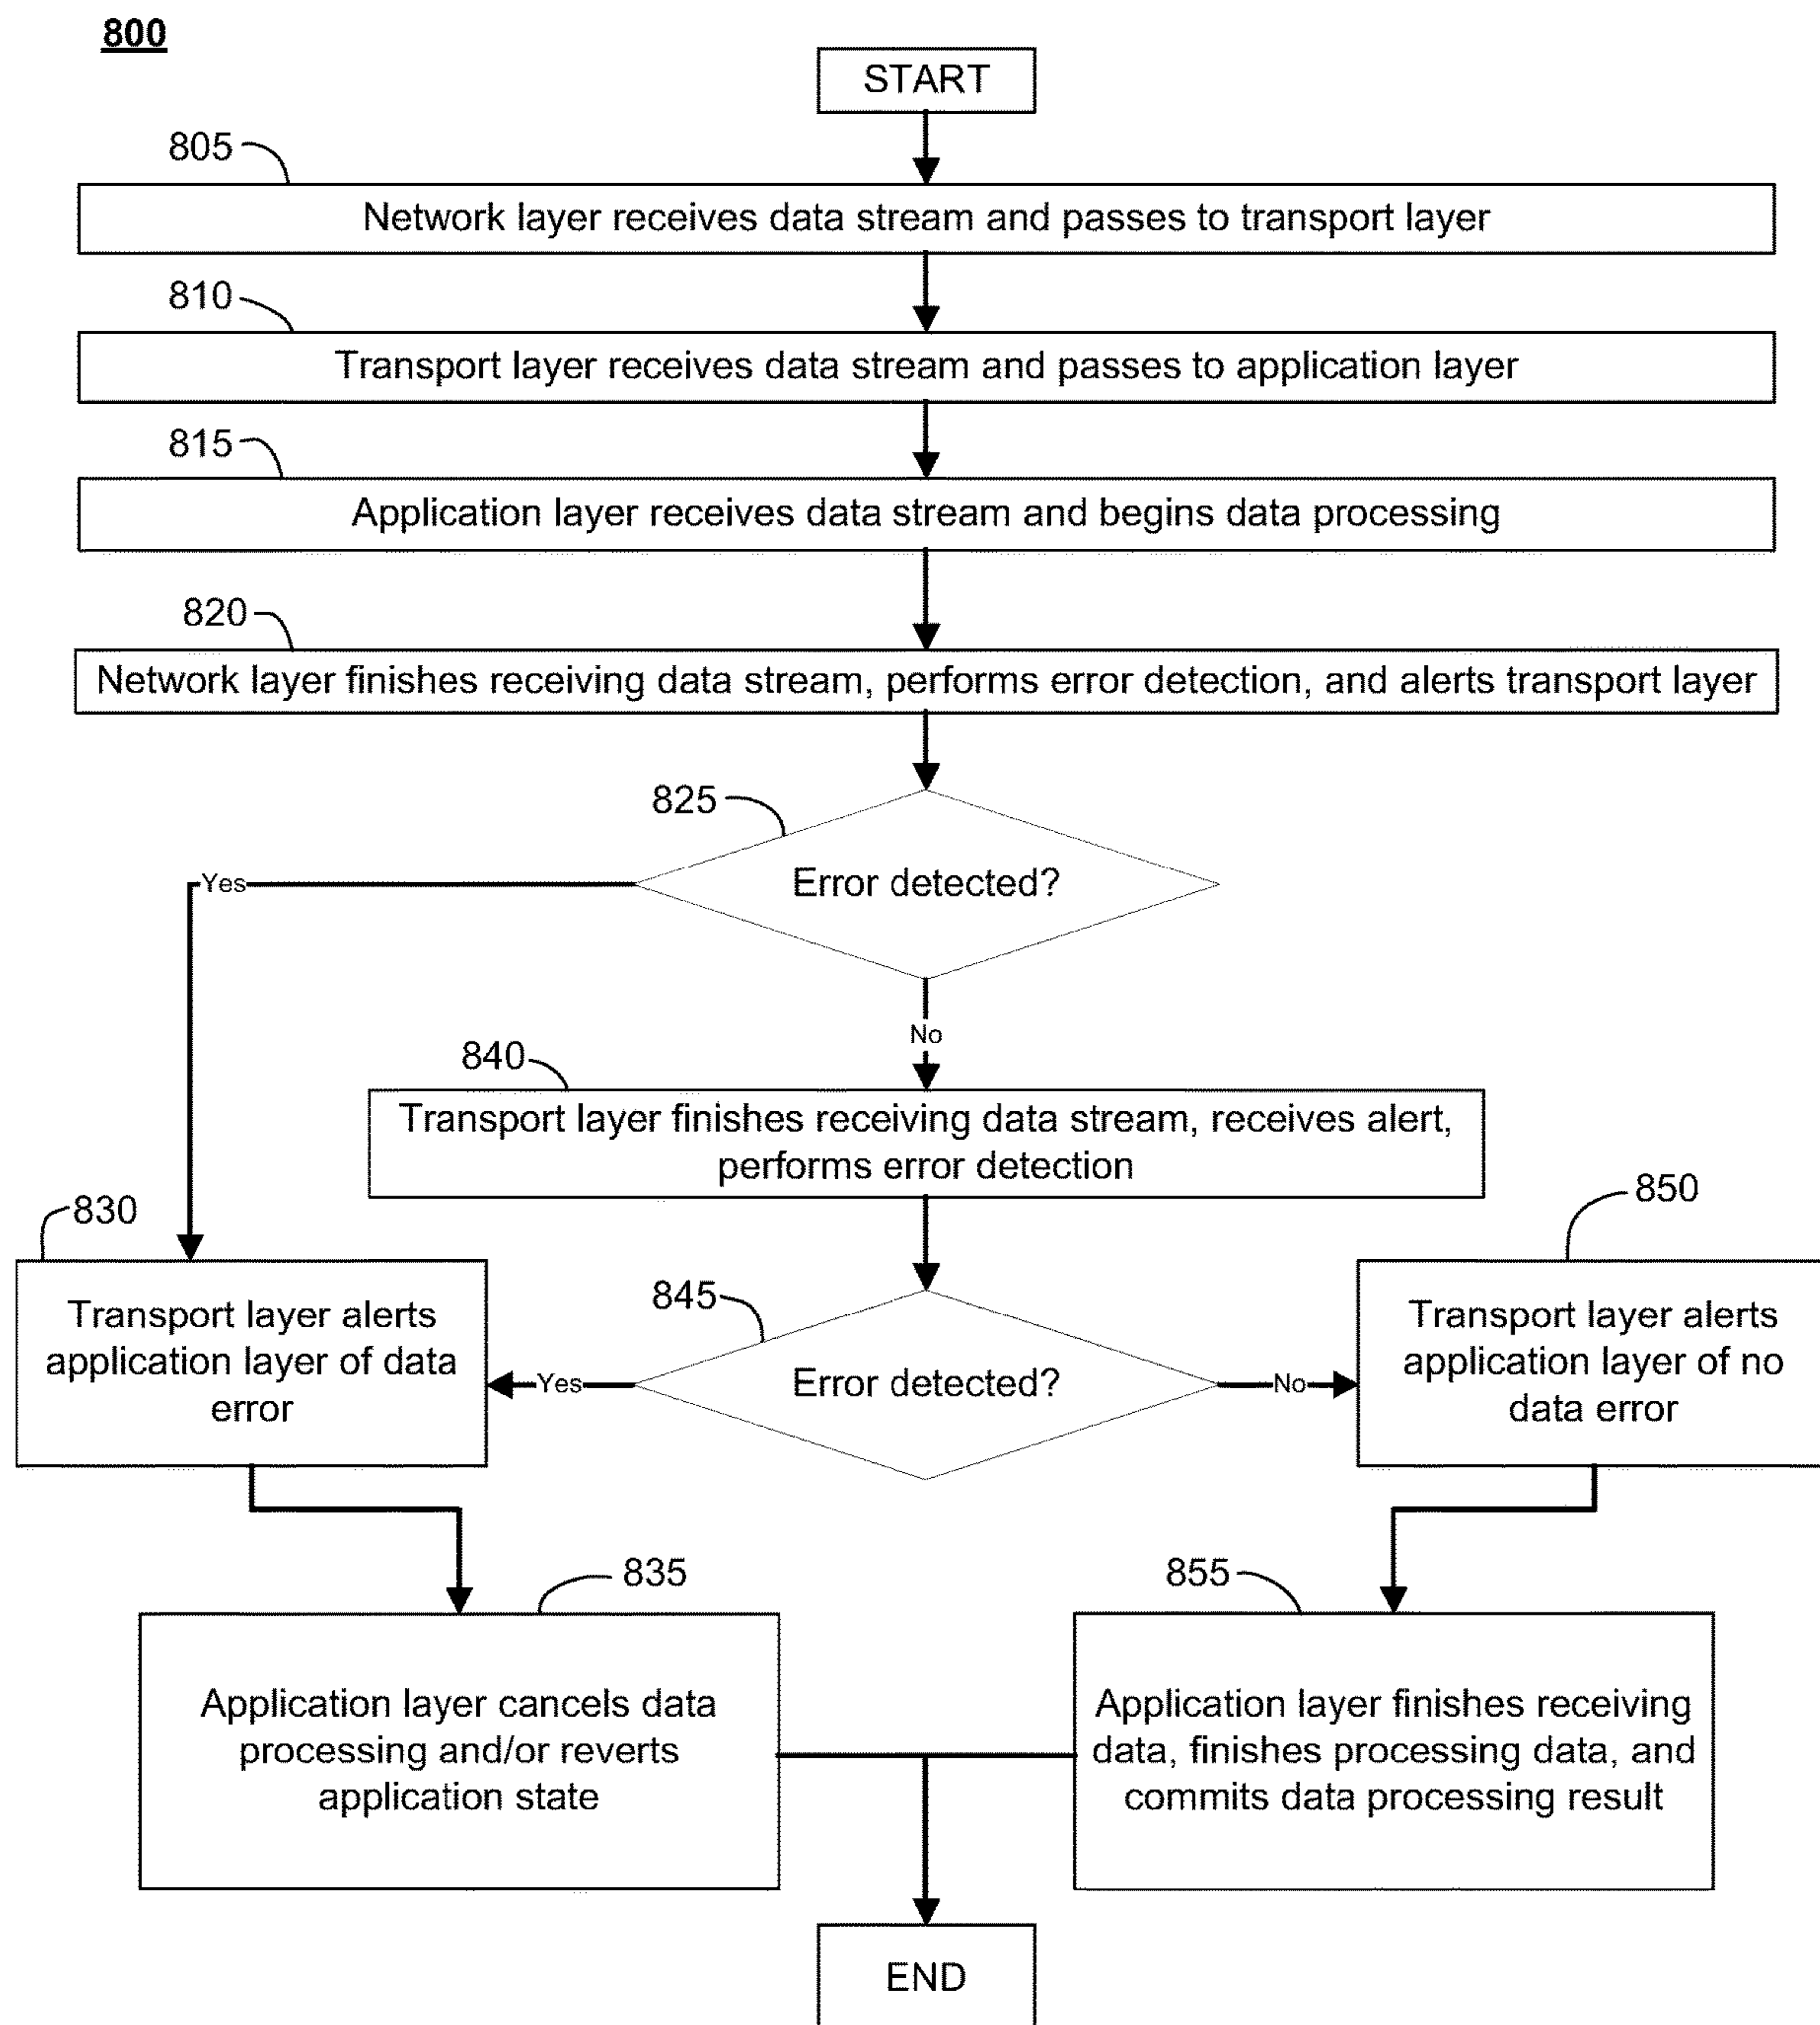 800
START
805
Network layer receives data stream and passes to transport layer
810
Transport layer receives data stream and passes to application layer
815
Application layer receives data stream and begins data processing
820
Network layer finishes receiving data stream, performs error detection, and alerts transport layer
825
Error detected?
Yes
No
840
Transport layer finishes receiving data stream, receives alert,
performs error detection
830
Transport layer alerts
application layer of data
error
845
Error detected?
Yes
No
850
Transport layer alerts
application layer of no
data error
835
Application layer cancels data
processing and/or reverts
application state
855
Application layer finishes receiving
data, finishes processing data, and
commits data processing result
END